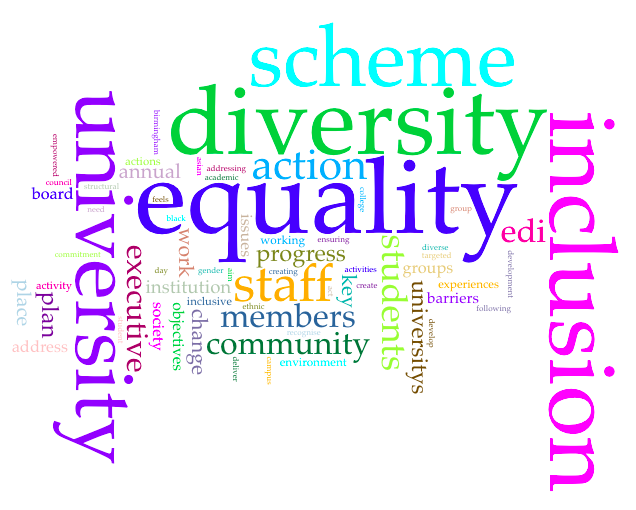 scheme
diversity
university
inclusion
equality
action
birmingham
empowered
actions
annual
asian
addressing
academic
council
structural
board
need
feels
college
black
group
issues
edi
work
working
ensuring
students
diverse
targeted
progress
commitment
executive
day
gender
aim
creating
activities
groups
development
staff
key
create
experiences
institution
place
activity
plan
inclusive
ethnic
universitys
barriers
following
society
objectives
change
members
develop
recognise
community
address
deliver
campus
environment